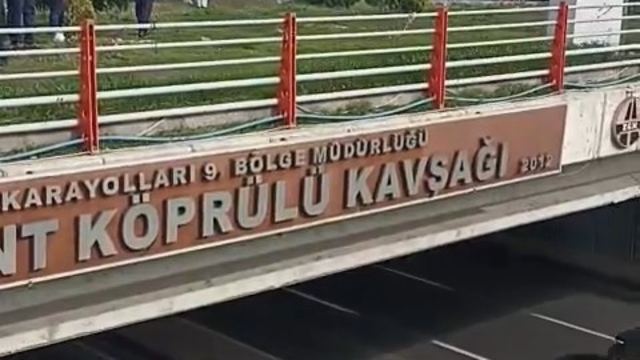 KARAYOLLARI 9. BÖLGE MÜDÜRLÜĞÜ
NT KÖPRÜLÜ KAVŞAĞI 2012